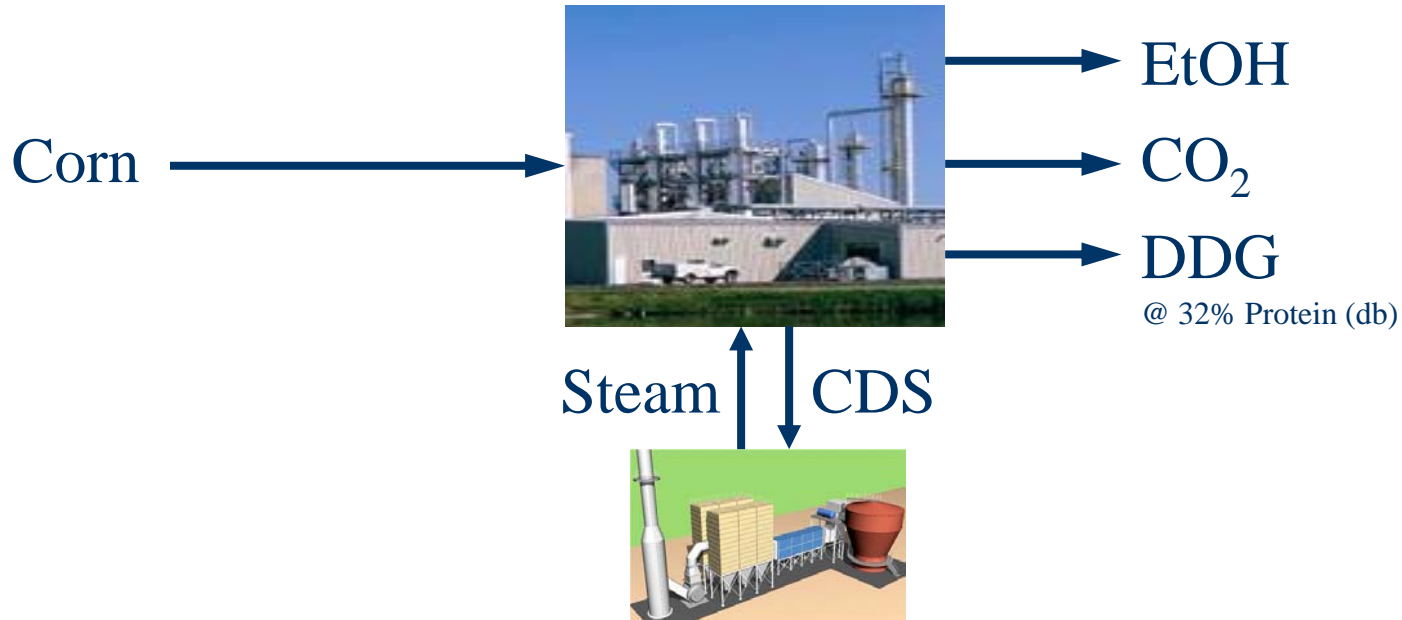 Corn
EtOH
CO₂
DDG
@ 32% Protein (db)
Steam
CDS